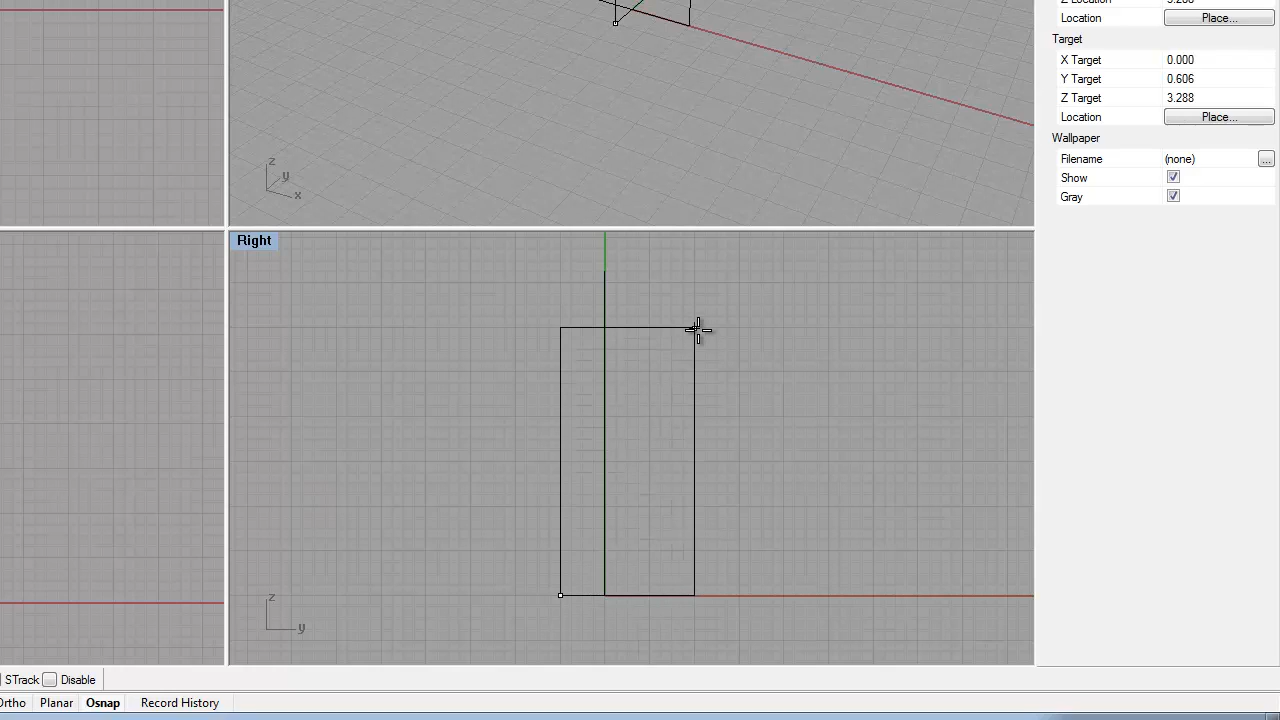 Location Place...
Target
X Target 0.000
Y Target 0.606
Z Target 3.288
Location Place...
Wallpaper
Filename (none) ...
Show
Gray
z
y
x
Right
z
y
STrack Disable
Ortho Planar Osnap Record History